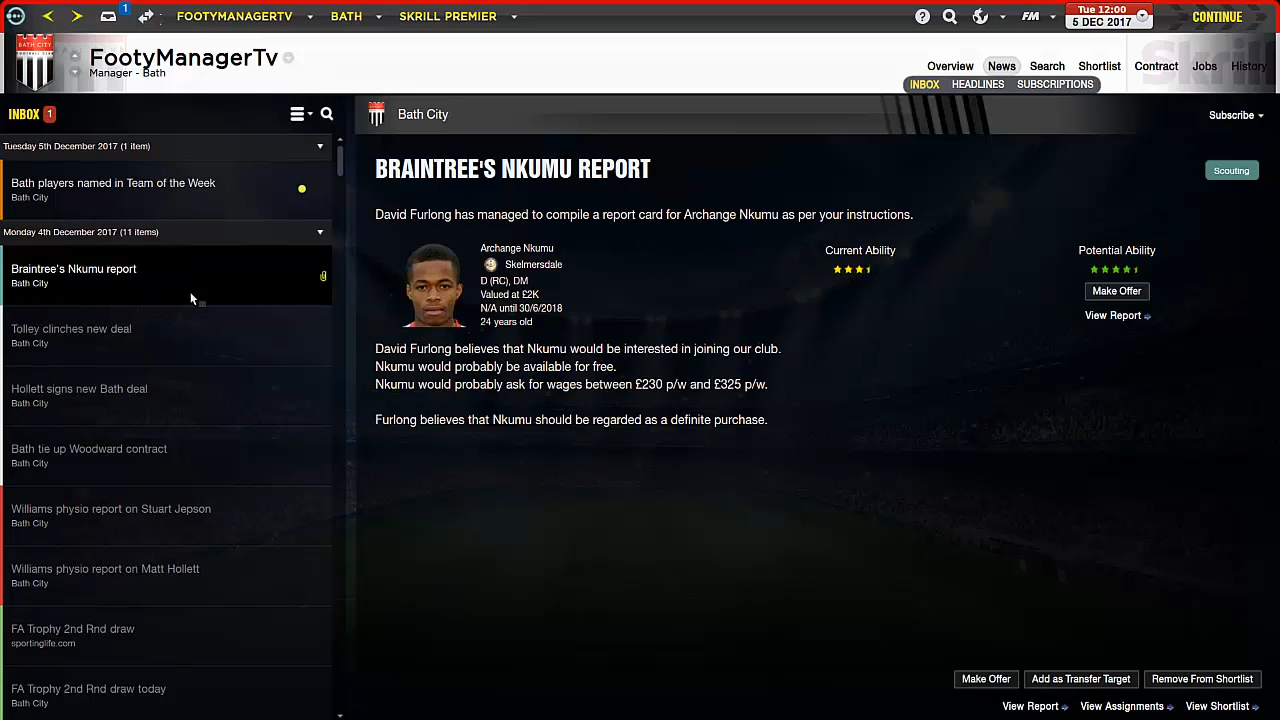 1
FOOTYMANAGERTV BATH SKRILL PREMIER
FM
Tue 12:00
5 DEC 2017
CONTINUE
BATH CITY
FootyManagerTv
Manager - Bath
Overview News Search Shortlist Contract Jobs History
INBOX HEADLINES SUBSCRIPTIONS
INBOX 1
Tuesday 5th December 2017 (1 item)
Bath players named in Team of the Week
Bath City
Monday 4th December 2017 (11 items)
Braintree's Nkumu report
Bath City
Tolley clinches new deal
Bath City
Hollett signs new Bath deal
Bath City
Bath tie up Woodward contract
Bath City
Williams physio report on Stuart Jepson
Bath City
Williams physio report on Matt Hollett
Bath City
FA Trophy 2nd Rnd draw
sportinglife.com
FA Trophy 2nd Rnd draw today
Bath City
Bath City
Subscribe
BRAINTREE'S NKUMU REPORT
Scouting
David Furlong has managed to compile a report card for Archange Nkumu as per your instructions.
Archange Nkumu
Skelmersdale
D (RC), DM
Valued at £2K
N/A until 30/6/2018
24 years old
Current Ability
Potential Ability
Make Offer
View Report
David Furlong believes that Nkumu would be interested in joining our club.
Nkumu would probably be available for free.
Nkumu would probably ask for wages between £230 p/w and £325 p/w.
Furlong believes that Nkumu should be regarded as a definite purchase.
Make Offer Add as Transfer Target Remove From Shortlist
View Report View Assignments View Shortlist